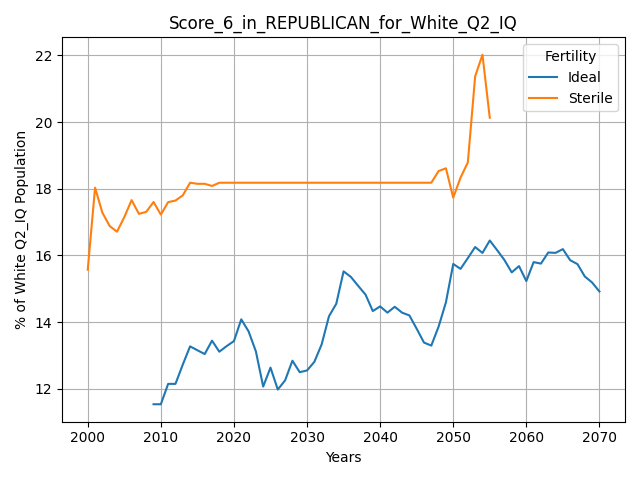 Score_6_in_REPUBLICAN_for_White_Q2_IQ
% of White Q2_IQ Population
22
20
18
16
14
12
Fertility
Ideal
Sterile
2000 2010 2020 2030 2040 2050 2060 2070
Years